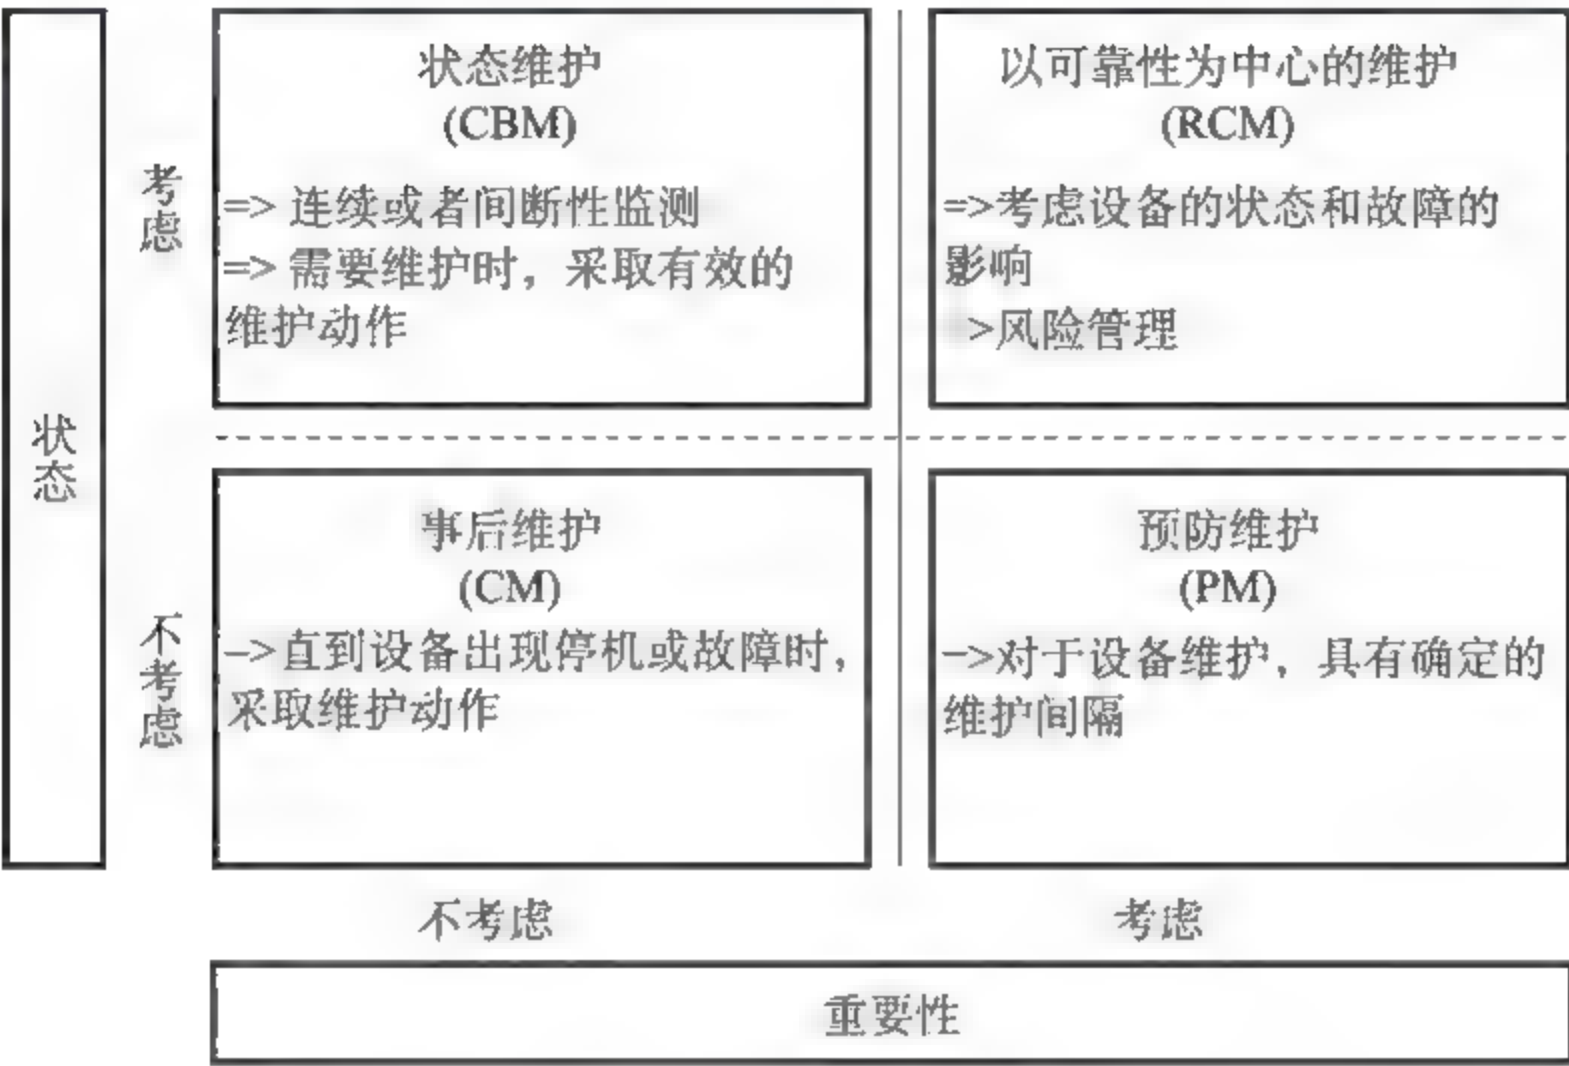 状态
考虑
状态维护
(CBM)
=> 连续或者间断性监测
=> 需要维护时，采取有效的
维护动作
以可靠性为中心的维护
(RCM)
=>考虑设备的状态和故障的
影响
->风险管理
不考虑
事后维护
(CM)
->直到设备出现停机或故障时，
采取维护动作
预防维护
(PM)
->对于设备维护，具有确定的
维护间隔
不考虑
考虑
重要性